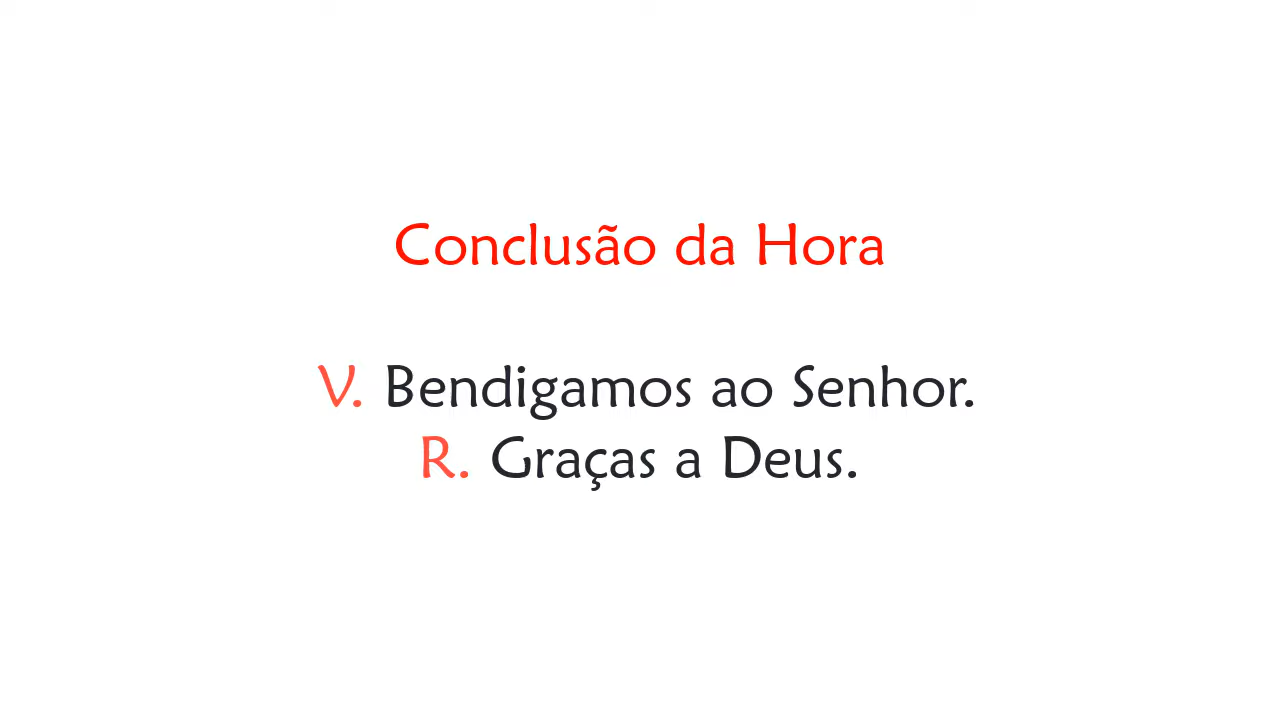 Conclusão da Hora
V. Bendigamos ao Senhor.
R. Graças a Deus.